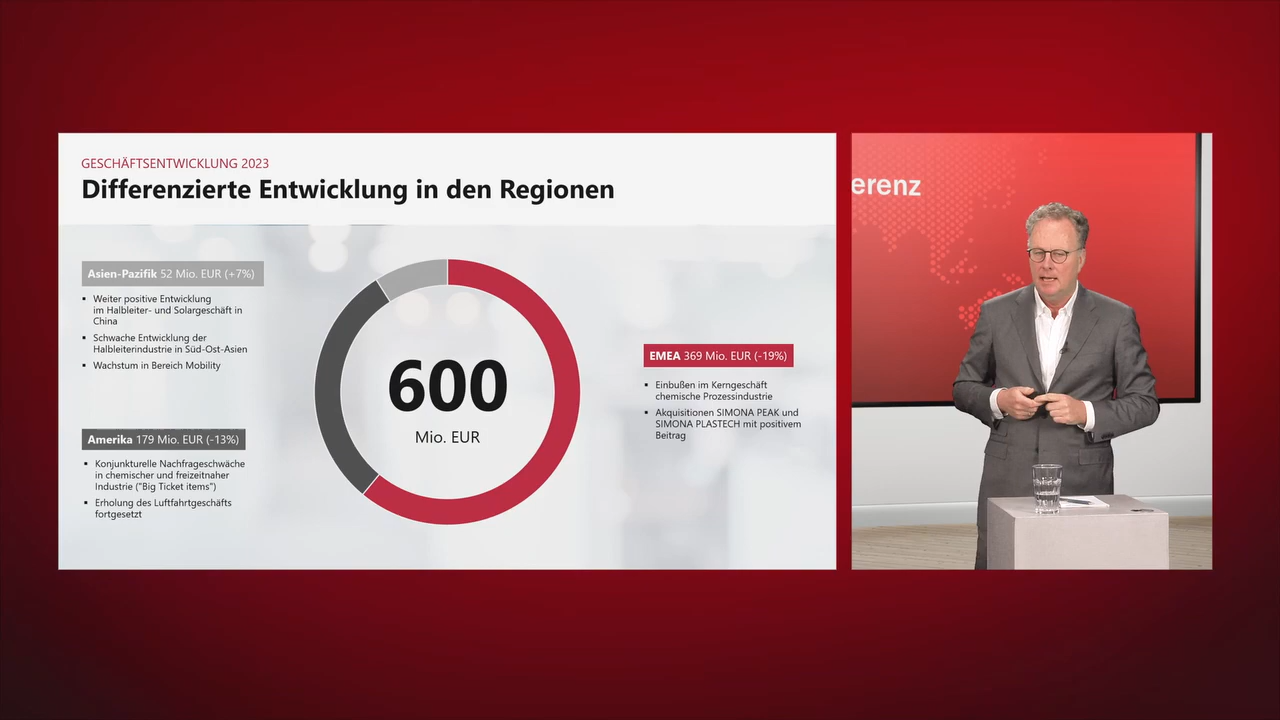 GESCHÄFTSENTWICKLUNG 2023
Differenzierte Entwicklung in den Regionen
Asien-Pazifik 52 Mio. EUR (+7%)
▪ Weiter positive Entwicklung
im Halbleiter- und Solargeschäft in
China
▪ Schwache Entwicklung der
Halbleiterindustrie in Süd-Ost-Asien
▪ Wachstum in Bereich Mobility
Amerika 179 Mio. EUR (-13%)
▪ Konjunkturelle Nachfrageschwäche
in chemischer und freizeitnaher
Industrie ("Big Ticket items")
▪ Erholung des Luftfahrtgeschäfts
fortgesetzt
600
Mio. EUR
EMEA 369 Mio. EUR (-19%)
▪ Einbußen im Kerngeschäft
chemische Prozessindustrie
▪ Akquisitionen SIMONA PEAK und
SIMONA PLASTECH mit positivem
Beitrag
erenz